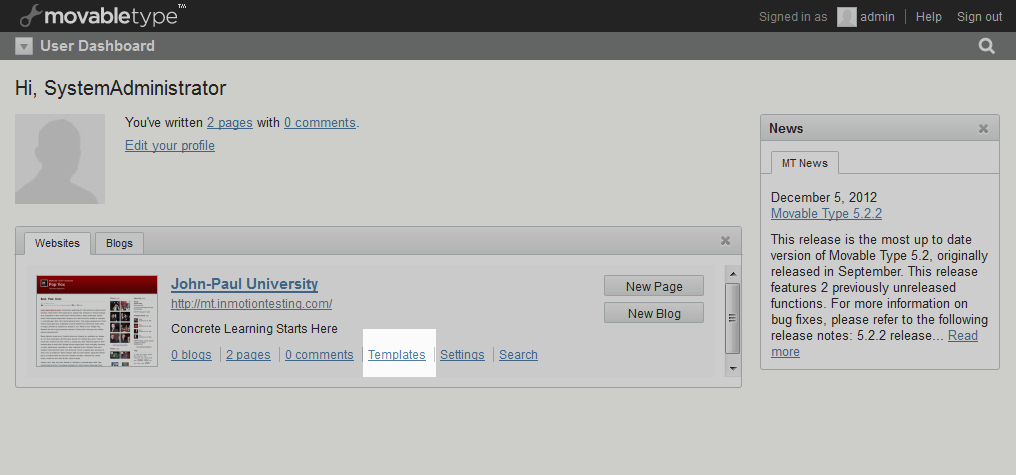 movabletype™
Signed in as admin Help Sign out
User Dashboard
Hi, SystemAdministrator
You've written 2 pages with 0 comments.
Edit your profile
Websites Blogs
John-Paul University
http://mt.inmotiontesting.com/
Concrete Learning Starts Here
0 blogs 2 pages 0 comments Templates Settings Search
New Page
New Blog
News
MT News
December 5, 2012
Movable Type 5.2.2
This release is the most up to date
version of Movable Type 5.2, originally
released in September. This release
features 2 previously unreleased
functions. For more information on
bug fixes, please refer to the following
release notes: 5.2.2 release... Read
more